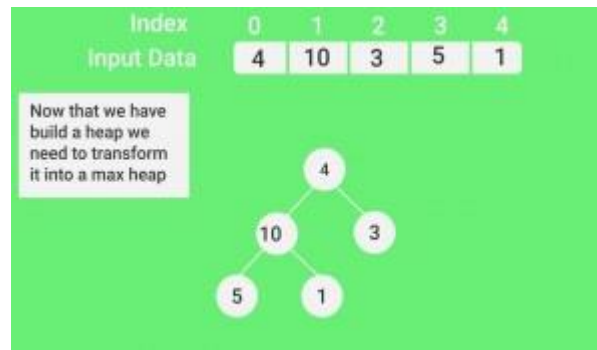 Index 0 1 2 3 4
Input Data 4 10 3 5 1
Now that we have
build a heap we
need to transform
it into a max heap
4
10 3
5 1